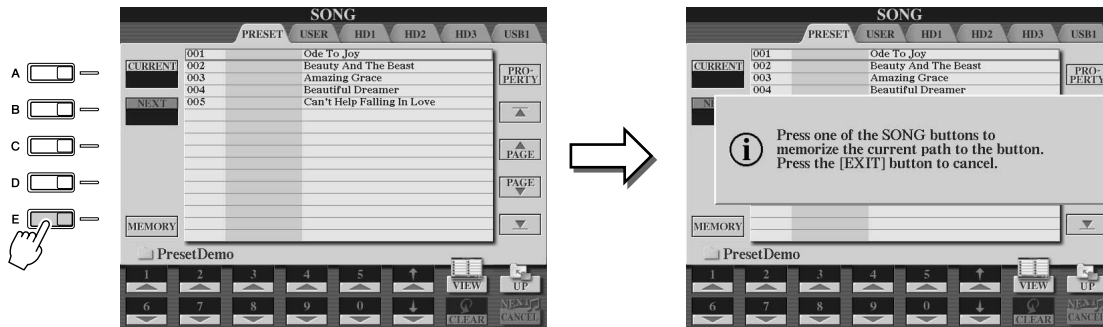 A
B
C
D
E
SONG
PRESET USER HD1 HD2 HD3 USB1
CURRENT
NEXT
MEMORY
001 Ode To Joy
002 Beauty And The Beast
003 Amazing Grace
004 Beautiful Dreamer
005 Can't Help Falling In Love
PRO-
PERTY
PAGE
PAGE
PresetDemo
1 2 3 4 5 VIEW UP
6 7 8 9 0 CLEAR NEXT
CANCEL
SONG
PRESET USER HD1 HD2 HD3 USB1
CURRENT
NE
MEMORY
001 Ode To Joy
002 Beauty And The Beast
003 Amazing Grace
004 Beautiful Dreamer
PRO-
PERTY
i
Press one of the SONG buttons to
memorize the current path to the button.
Press the [EXIT] button to cancel.
PresetDemo
1 2 3 4 5 VIEW UP
6 7 8 9 0 CLEAR NEXT
CANCEL